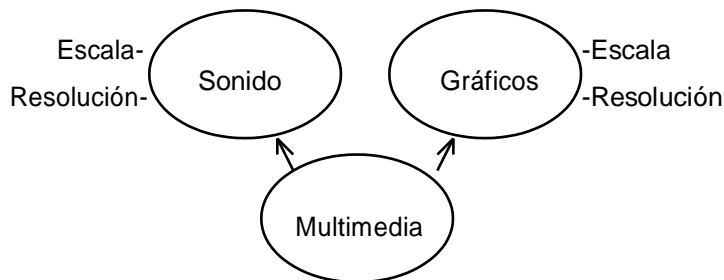 Escala-
Resolución-
Sonido
Gráficos
-Escala
-Resolución
Multimedia